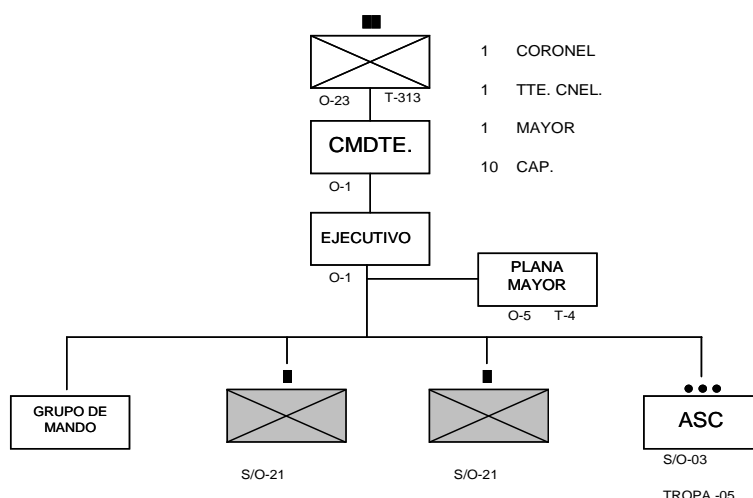 1 CORONEL
O-23 T-313
1 TTE. CNEL.
CMDTE.
1 MAYOR
10 CAP.
O-1
EJECUTIVO
O-1
PLANA
MAYOR
O-5 T-4
GRUPO DE
MANDO
ASC
S/O-21
S/O-21
S/O-03
TROPA -05